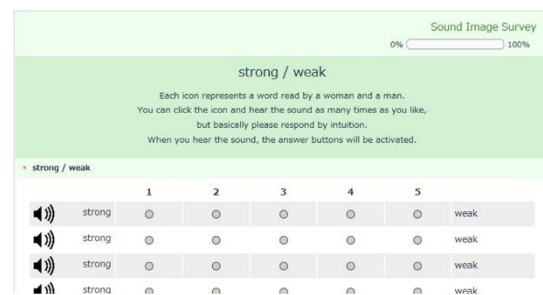 Sound Image Survey
0% 100%
strong / weak
Each icon represents a word read by a woman and a man.
You can click the icon and hear the sound as many times as you like,
but basically please respond by intuition.
When you hear the sound, the answer buttons will be activated.
* strong / weak
1 2 3 4 5
strong weak
strong weak
strong weak
strong weak